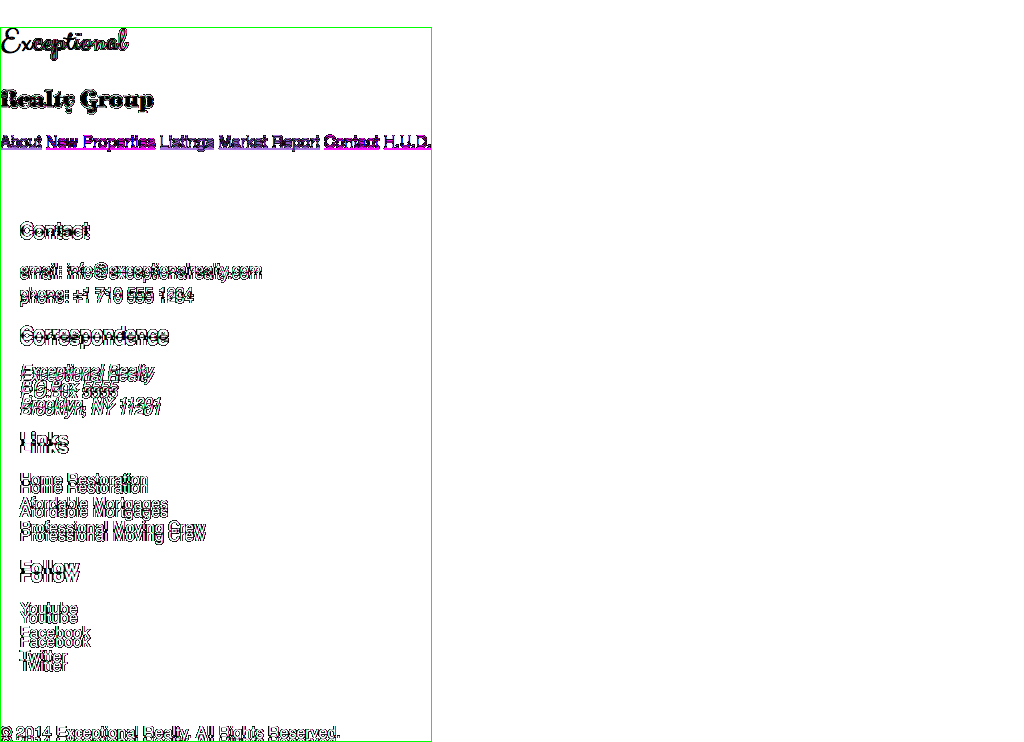 Exceptional
Realty Group
About New Properties Listings Market Report Contact H.U.D.
Contact
email: info@exceptionalrealty.com
phone: +1 718 555 1234
Correspondence
Exceptional Realty
P.O.Box 5555
Brooklyn, NY 11201
Links
Home Restoration
Affordable Mortgages
Professional Moving Crew
Follow
Youtube
Facebook
Twitter
© 2014 Exceptional Realty. All Rights Reserved.